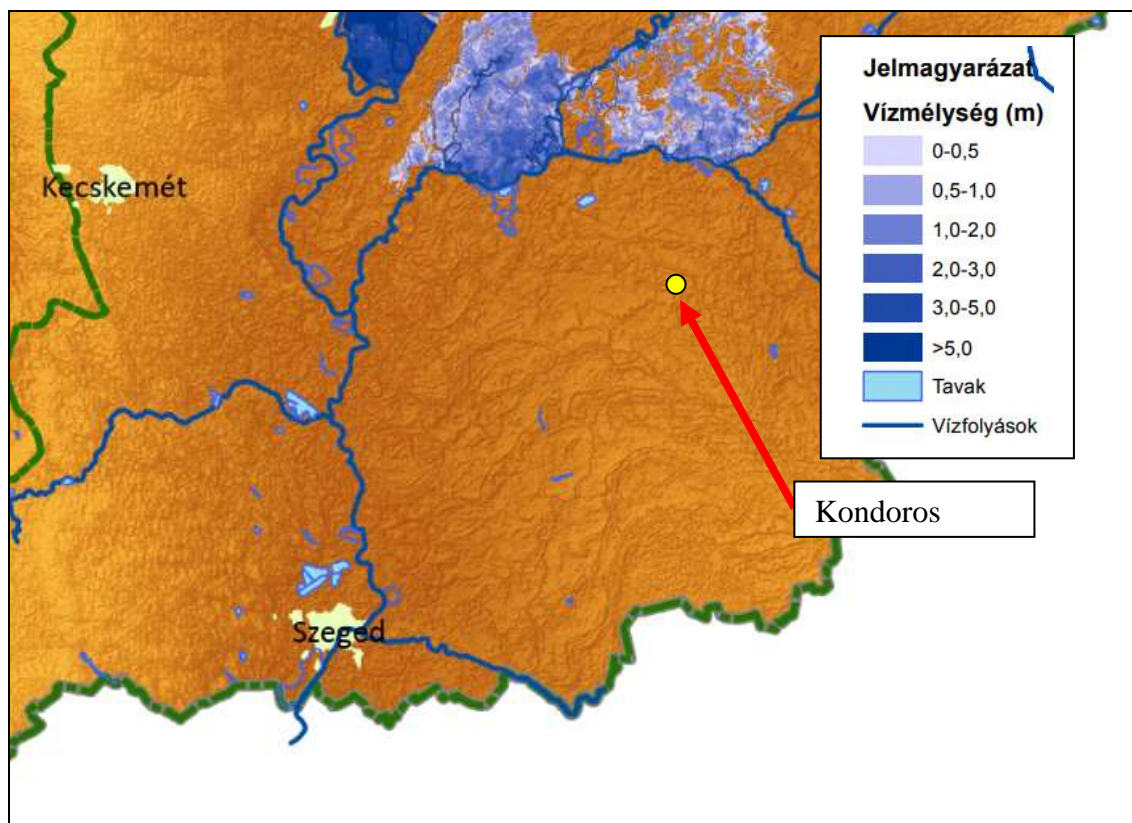 Jelmagyarázat
Vízmélység (m)
0-0,5
0,5-1,0
1,0-2,0
2,0-3,0
3,0-5,0
>5,0
Tavak
Vízfolyások
Kecskemét
Kondoros
Szeged